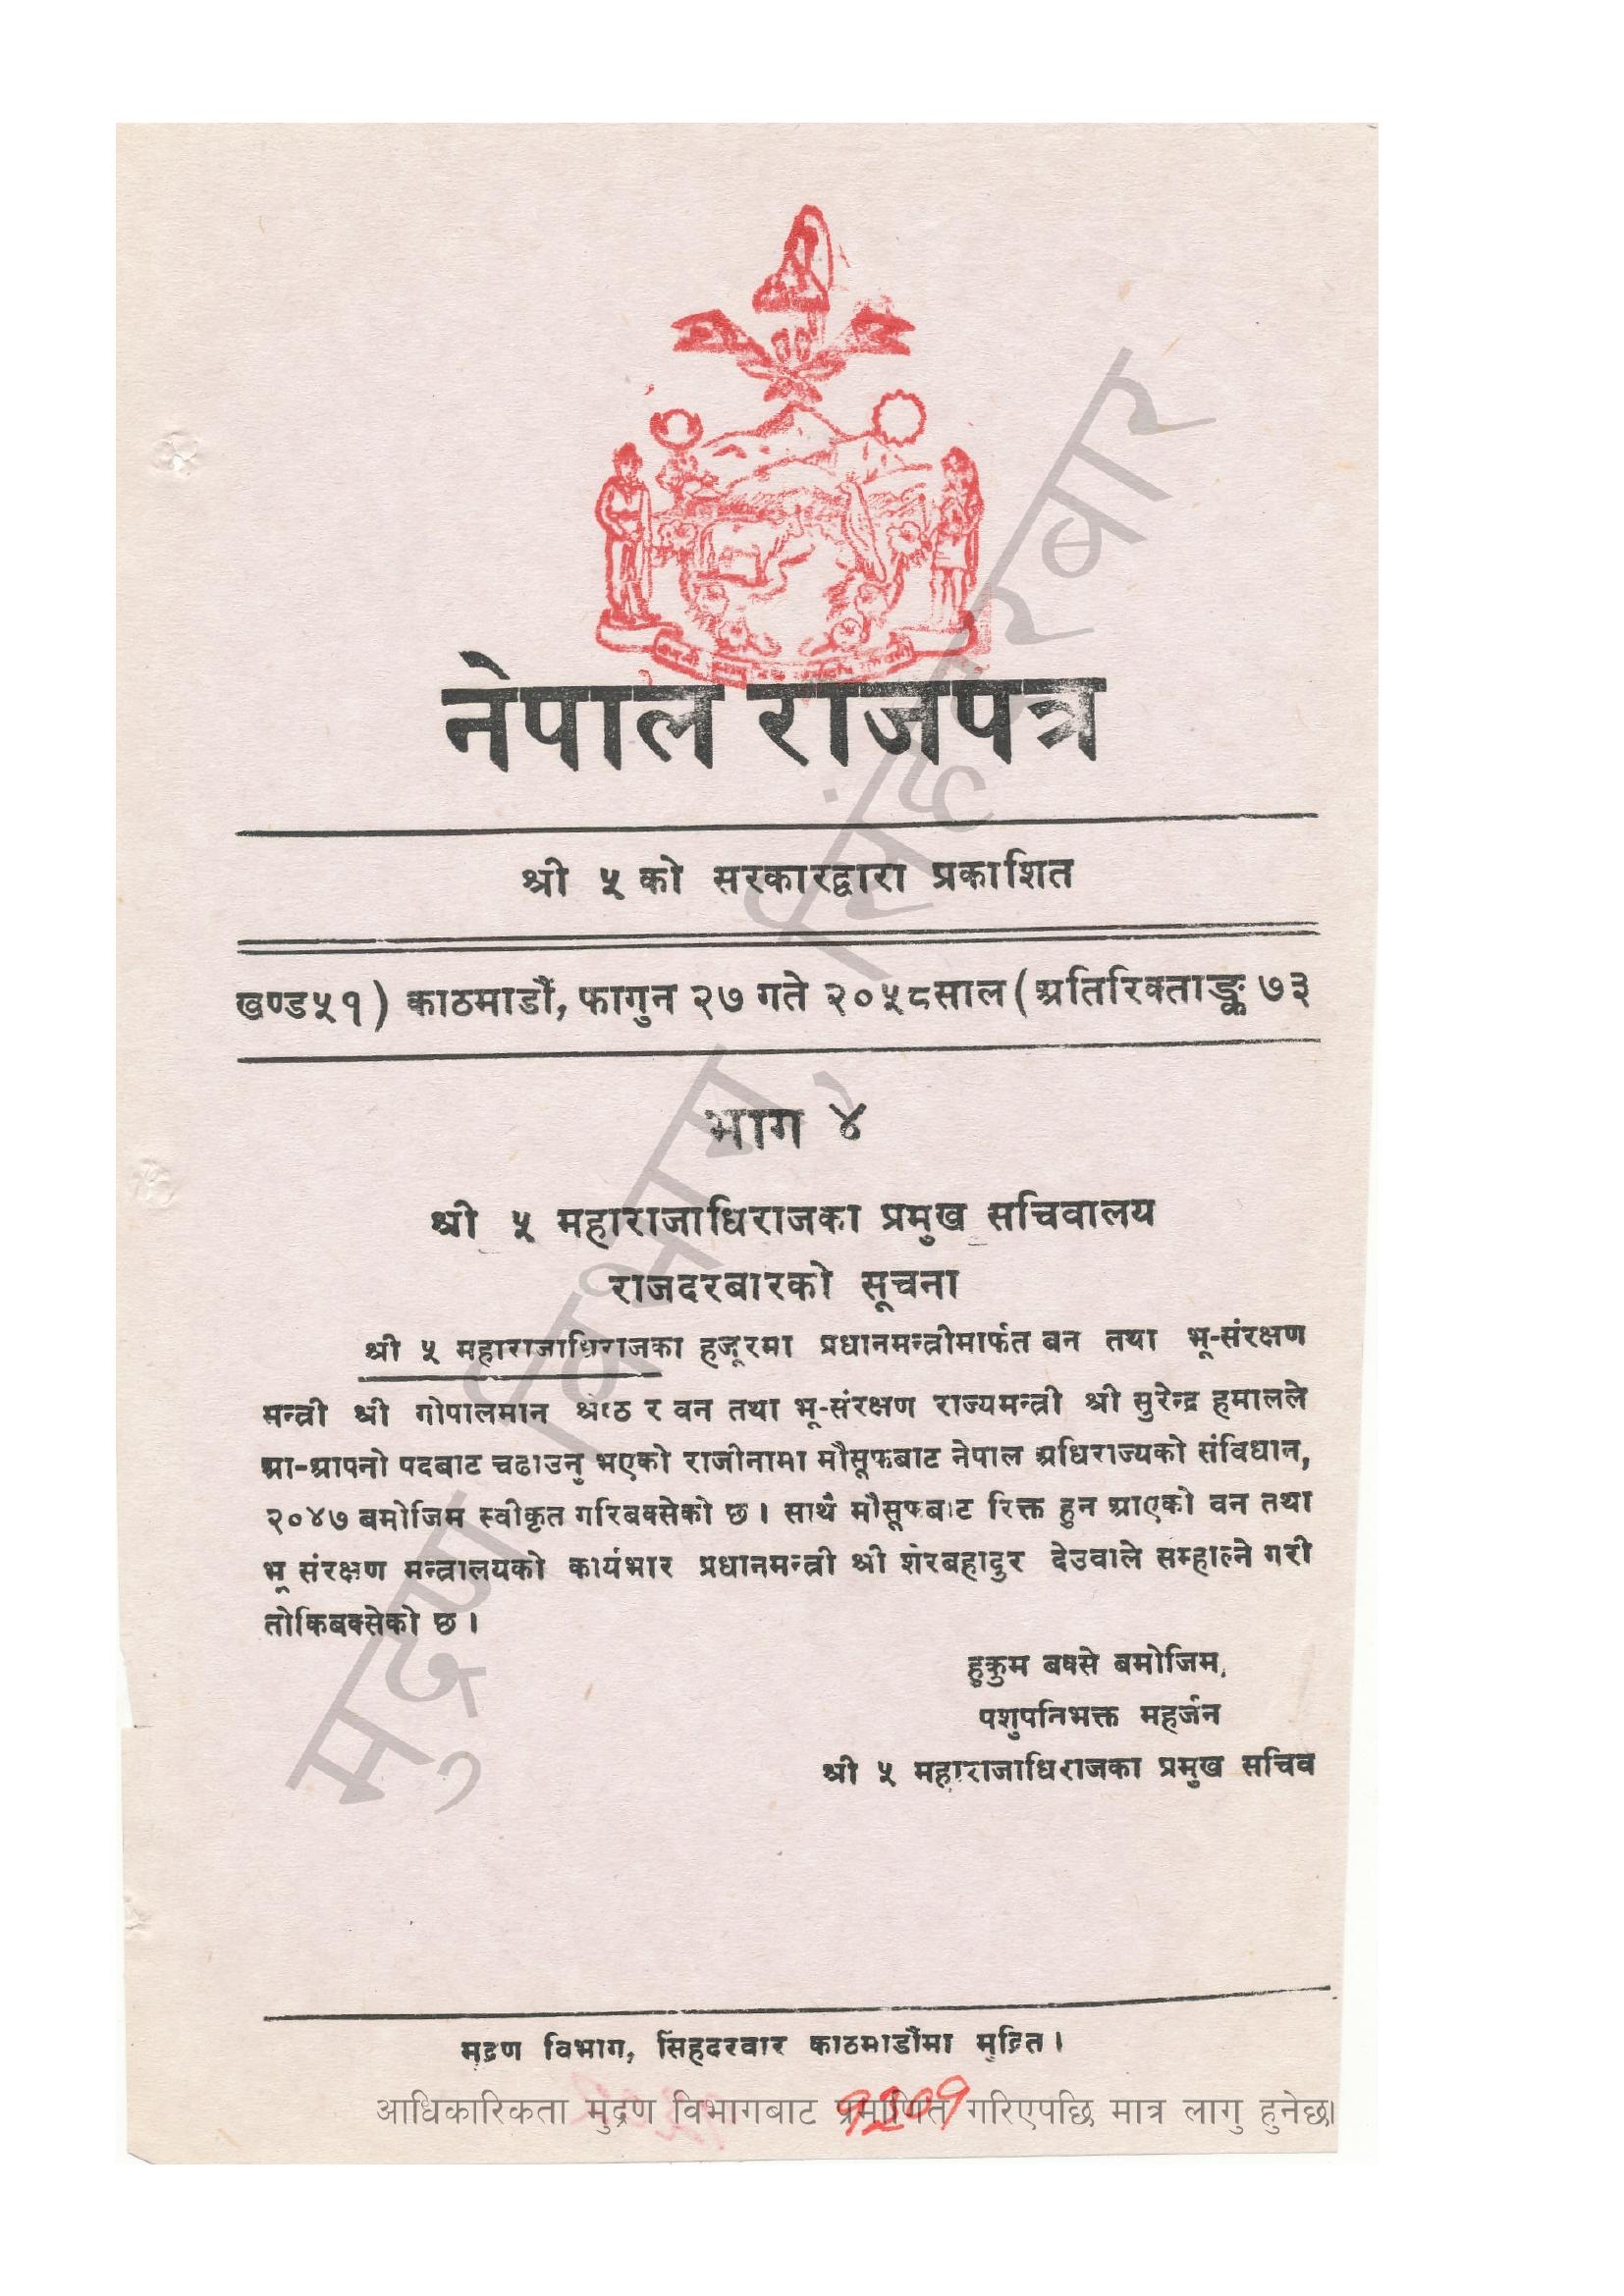 नेपाल राजपत्र
श्री ५ को सरकारद्वारा प्रकाशित
खण्ड५१) काठमाडौं, फागुन २७ गते २०५८साल (अतिरिक्ताङ्क ७३
भाग ४
श्री ५ महाराजाधिराजका प्रमुख सचिवालय
राजदरबारको सूचना
श्री ५ महाराजाधिराजका हजूरमा प्रधानमन्त्रीमार्फत बन तथा भू-संरक्षण
मन्त्री श्री गोपालमान श्रेष्ठ र वन तथा भू-संरक्षण राज्यमन्त्री श्री सुरेन्द्र हमालले
आ-आपनो पदबाट चढाउनु भएको राजीनामा मौसूफबाट नेपाल अधिराज्यको संविधान,
२०४७ बमोजिम स्वीकृत गरिबक्सेको छ । साथै मौसूफबाट रिक्त हुन आएको वन तथा
भू संरक्षण मन्त्रालयको कार्यभार प्रधानमन्त्री श्री शेरबहादुर देउवाले सम्हाल्ने गरी
तोकिबक्सेको छ ।
हुकुम बक्से बमोजिम,
पशुपतिभक्त महर्जन
श्री ५ महाराजाधिराजका प्रमुख सचिव
मुद्रण विभाग, सिंहदरवार काठमाडौंमा मुद्रित ।
आधिकारिकता मुद्रण विभागबाट प्रमाणित गरिएपछि मात्र लागु हुनेछ।
मुद्रण विभाग, सिंहदरबार